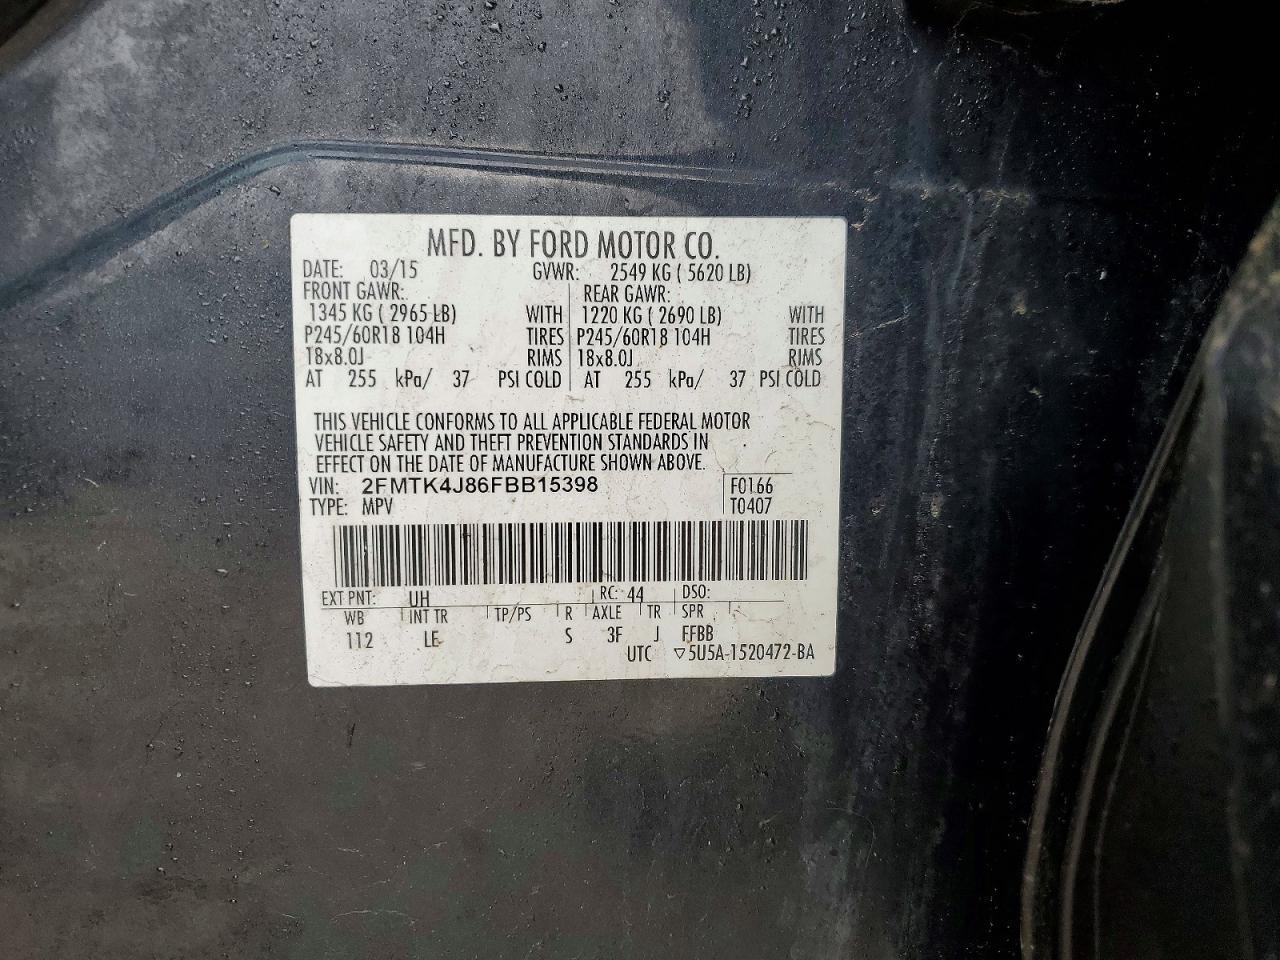 MFD. BY FORD MOTOR CO.
DATE: 03/15 GVWR: 2549 KG ( 5620 LB)
FRONT GAWR: REAR GAWR:
1345 KG ( 2965 LB) WITH 1220 KG ( 2690 LB) WITH
P245/60R18 104H TIRES P245/60R18 104H TIRES
18x8.0J RIMS 18x8.0J RIMS
AT 255 kPa/ 37 PSI COLD AT 255 kPa/ 37 PSI COLD
THIS VEHICLE CONFORMS TO ALL APPLICABLE FEDERAL MOTOR
VEHICLE SAFETY AND THEFT PREVENTION STANDARDS IN
EFFECT ON THE DATE OF MANUFACTURE SHOWN ABOVE.
VIN: 2FMTK4J86FBB15398 F0166
TYPE: MPV T0407
EXT PNT: UH RC: 44 DSO:
WB INT TR TP/PS R AXLE TR SPR
112 LE S 3F J FFBB
UTC ▽5U5A-1520472-BA